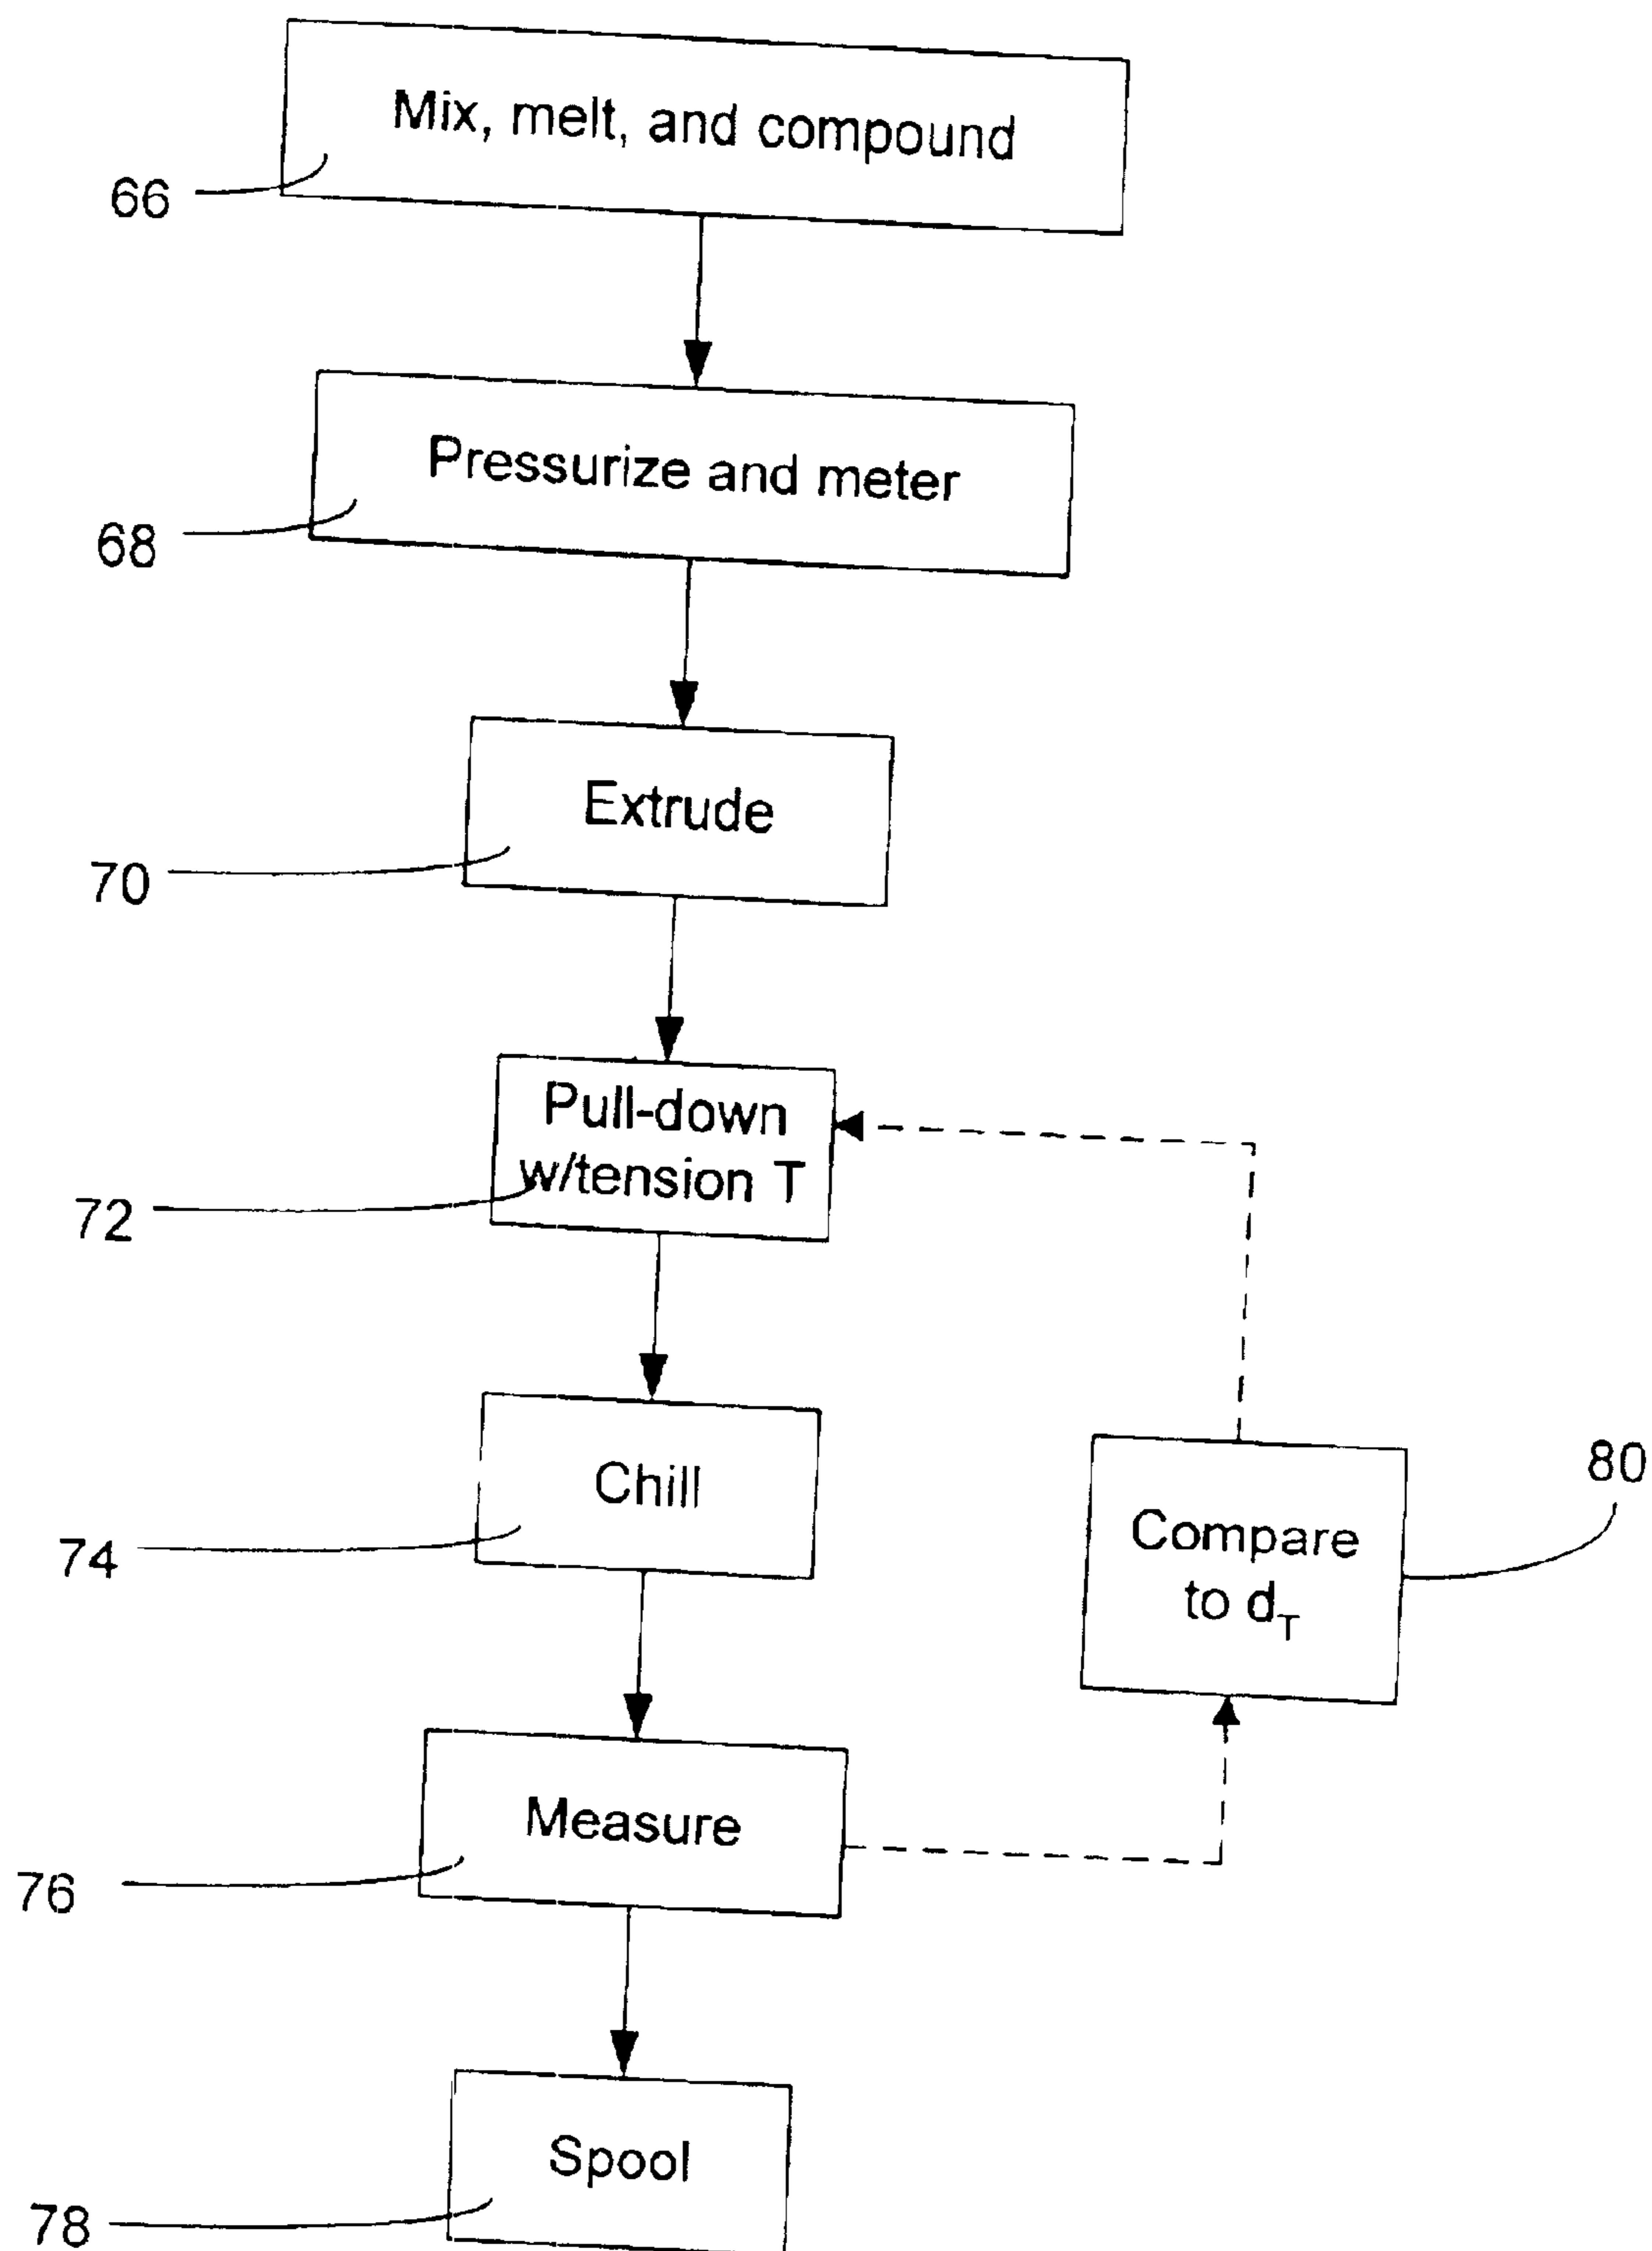 Mix, melt, and compound
66
Pressurize and meter
68
Extrude
70
Pull-down
w/tension T
72
Chill
74
80
Compare
to d_T
Measure
76
Spool
78